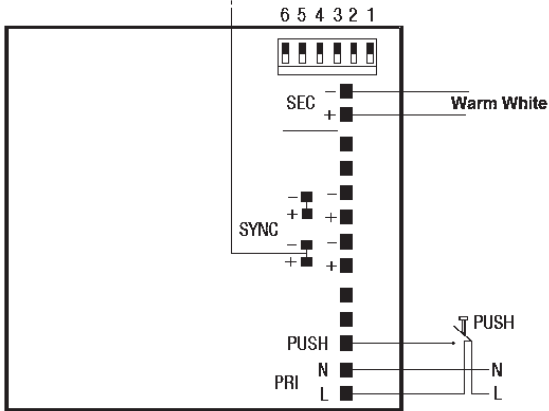 6 5 4 3 2 1
SEC
−
+
Warm White
− −
+ +
SYNC
− −
+ +
PUSH
PUSH
N
N
PRI
L
L